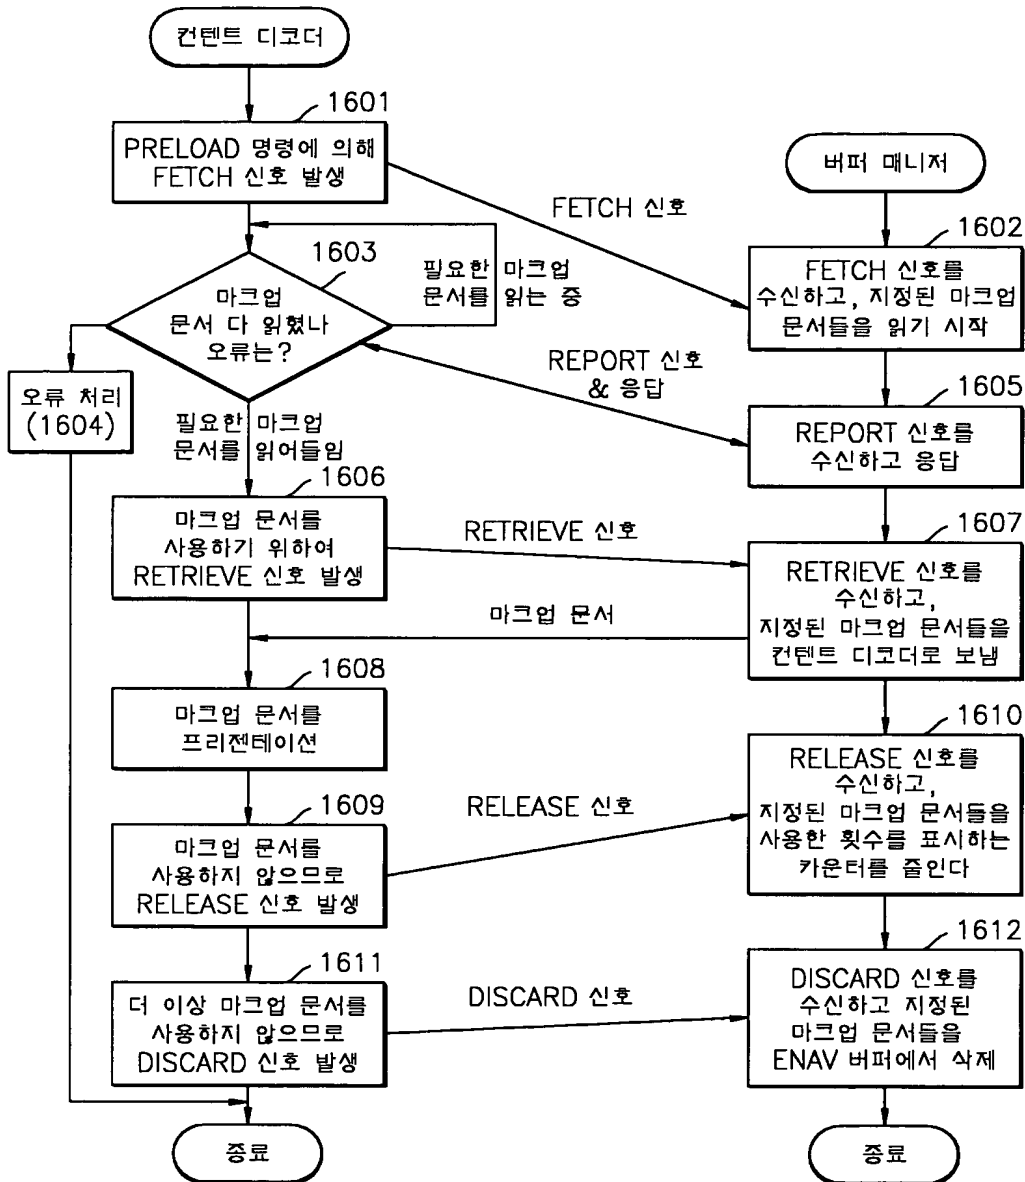 컨텐트 디코더
1601
PRELOAD 명령에 의해
FETCH 신호 발생
버퍼 매니저
FETCH 신호
1602
FETCH 신호를
수신하고, 지정된 마크업
문서들을 읽기 시작
1603
필요한 마크업
문서를 읽는 중
마크업
문서 다 읽혔나
오류는?
REPORT 신호
& 응답
오류 처리
(1604)
1605
REPORT 신호를
수신하고 응답
필요한 마크업
문서를 읽어들임
1606
마크업 문서를
사용하기 위하여
RETRIEVE 신호 발생
RETRIEVE 신호
1607
RETRIEVE 신호를
수신하고,
지정된 마크업 문서들을
컨텐트 디코더로 보냄
마크업 문서
1608
마크업 문서를
프리젠테이션
1610
RELEASE 신호를
수신하고,
지정된 마크업 문서들을
사용한 횟수를 표시하는
카운터를 줄인다
1609
마크업 문서를
사용하지 않으므로
RELEASE 신호 발생
RELEASE 신호
1611
더 이상 마크업 문서를
사용하지 않으므로
DISCARD 신호 발생
DISCARD 신호
1612
DISCARD 신호를
수신하고 지정된
마크업 문서들을
ENAV 버퍼에서 삭제
종료
종료